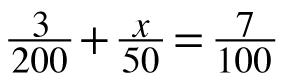 3/200 + x/50 = 7/100